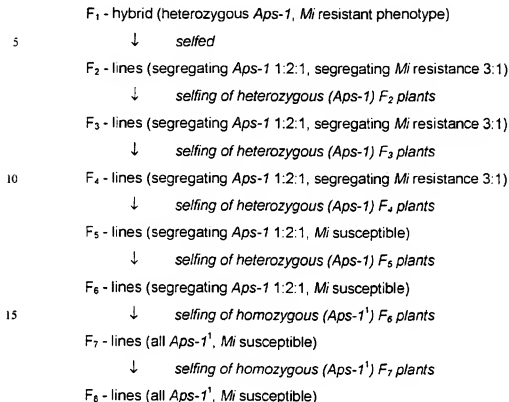 F₁ - hybrid (heterozygous Aps-1, Mi resistant phenotype)
5 ↓ selfed
F₂ - lines (segregating Aps-1 1:2:1, segregating Mi resistance 3:1)
↓ selfing of heterozygous (Aps-1) F₂ plants
F₃ - lines (segregating Aps-1 1:2:1, segregating Mi resistance 3:1)
↓ selfing of heterozygous (Aps-1) F₃ plants
10 F₄ - lines (segregating Aps-1 1:2:1, segregating Mi resistance 3:1)
↓ selfing of heterozygous (Aps-1) F₄ plants
F₅ - lines (segregating Aps-1 1:2:1, Mi susceptible)
↓ selfing of heterozygous (Aps-1) F₅ plants
F₆ - lines (segregating Aps-1 1:2:1, Mi susceptible)
15 ↓ selfing of homozygous (Aps-1¹) F₆ plants
F₇ - lines (all Aps-1¹, Mi susceptible)
↓ selfing of homozygous (Aps-1¹) F₇ plants
F₈ - lines (all Aps-1¹, Mi susceptible)